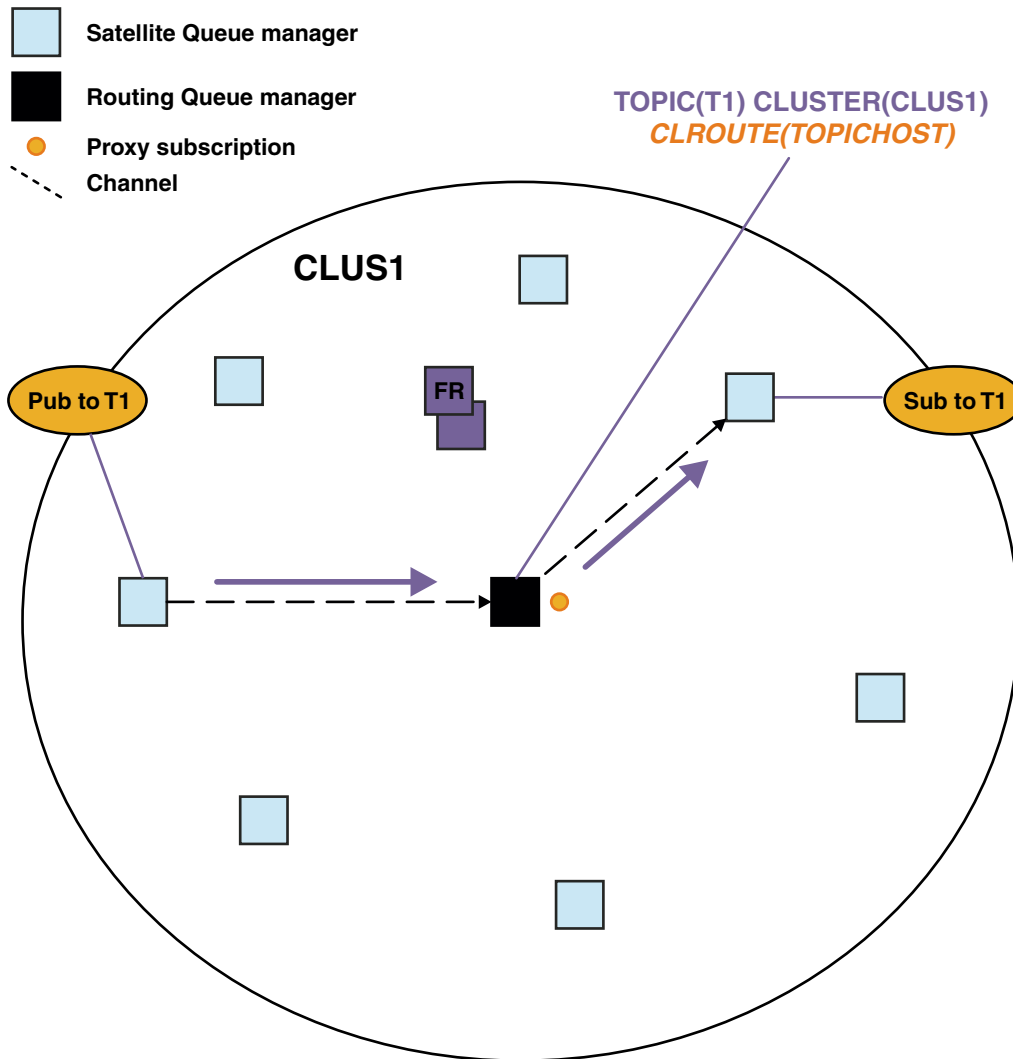 Satellite Queue manager
Routing Queue manager
Proxy subscription
Channel
TOPIC(T1) CLUSTER(CLUS1)
CLROUTE(TOPICHOST)
CLUS1
FR
Pub to T1
Sub to T1